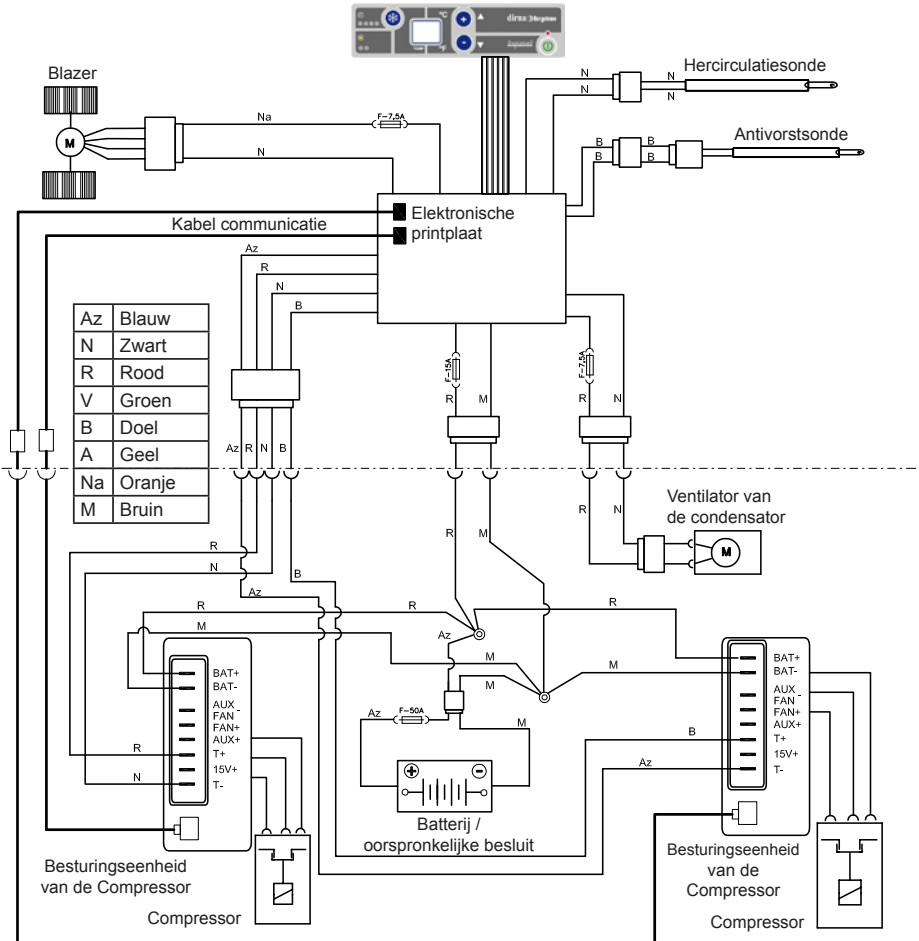 °C
°F
dirna Bergstrom
Blazer
M
Na
F-7,5A
N
N
N
N
N
Hercirculatiesonde
B
B
B
B
Antivorstsonde
Kabel communicatie
Elektronische
printplaat
Az
R
N
B
Az Blauw
N Zwart
R Rood
V Groen
B Doel
A Geel
Na Oranje
M Bruin
F-15A
R M
F-7,5A
R N
Az R N B
R M
R N
Ventilator van
de condensator
M
R
N
B
Az
R
R
R
M
Az
M
M
M
BAT+
BAT-
AUX -
FAN
FAN+
AUX+
T+
15V+
T-
R
N
Az
F-50A
M
Batterij /
oorspronkelijke besluit
B
Az
BAT+
BAT-
AUX -
FAN
FAN+
AUX+
T+
15V+
T-
Besturingseenheid
van de Compressor
Compressor
Besturingseenheid
van de
Compressor
Compressor